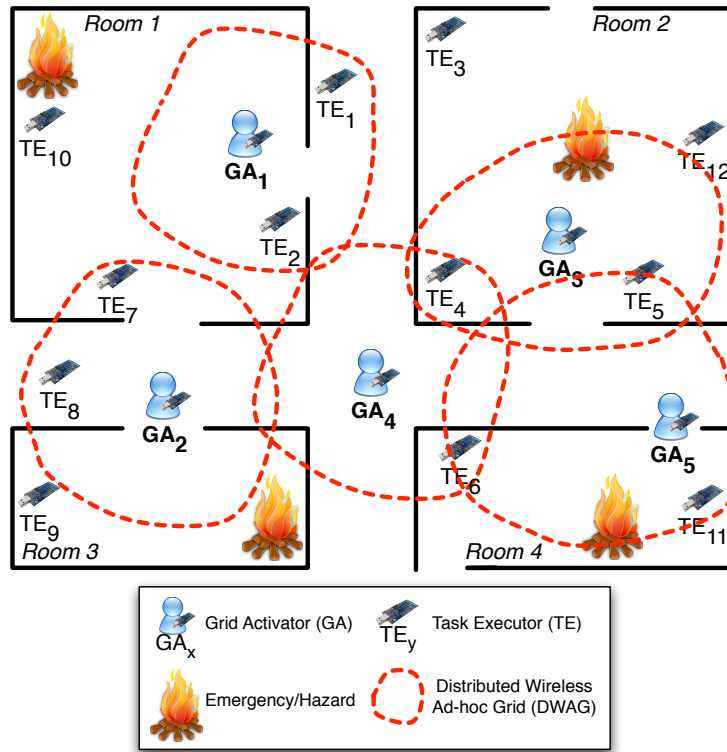 Room 1
Room 2
TE3
TE1
TE10
TE12
GA1
TE2
GA3
TE4
TE5
TE7
TE8
GA2
GA4
GA5
TE6
TE9
TE11
Room 3
Room 4
GAx
Grid Activator (GA)
TEy
Task Executor (TE)
Emergency/Hazard
Distributed Wireless
Ad-hoc Grid (DWAG)